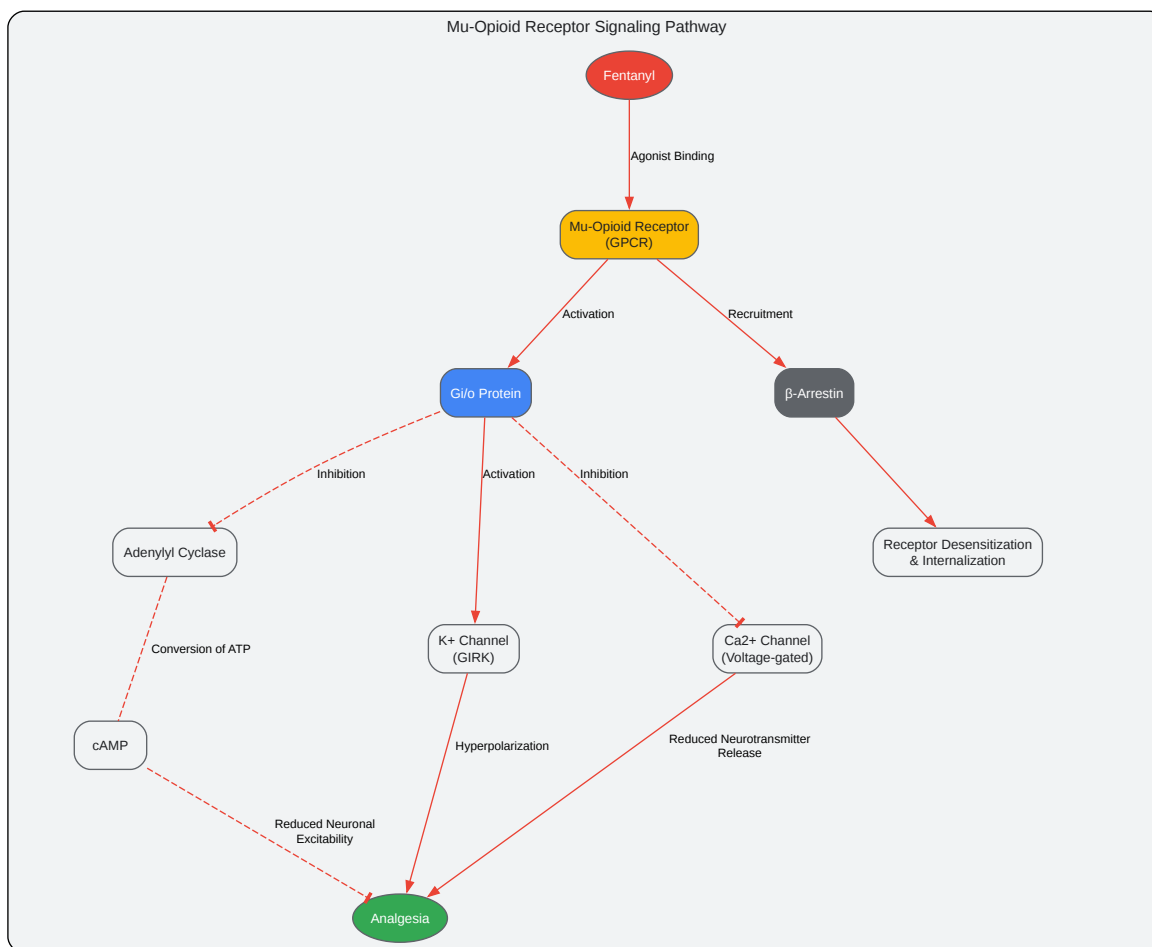 Mu-Opioid Receptor Signaling Pathway
Fentanyl
Agonist Binding
Mu-Opioid Receptor
(GPCR)
Activation
Recruitment
Gi/o Protein
β-Arrestin
Inhibition
Activation
Inhibition
Adenylyl Cyclase
Receptor Desensitization
& Internalization
Conversion of ATP
K+ Channel
(GIRK)
Ca2+ Channel
(Voltage-gated)
cAMP
Hyperpolarization
Reduced Neurotransmitter
Release
Reduced Neuronal
Excitability
Analgesia